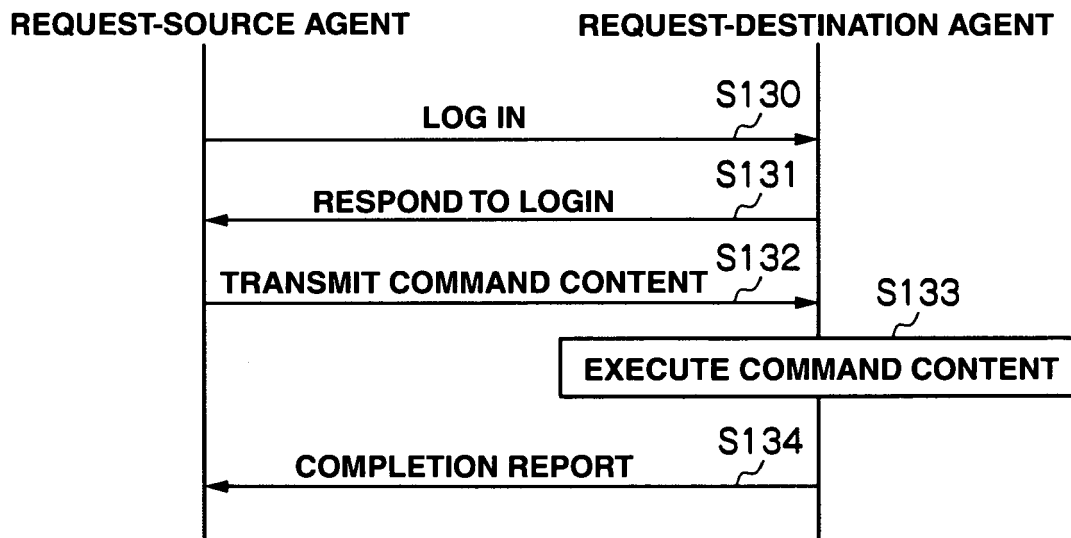 REQUEST-SOURCE AGENT
REQUEST-DESTINATION AGENT
S130
LOG IN
S131
RESPOND TO LOGIN
S132
TRANSMIT COMMAND CONTENT
S133
EXECUTE COMMAND CONTENT
S134
COMPLETION REPORT